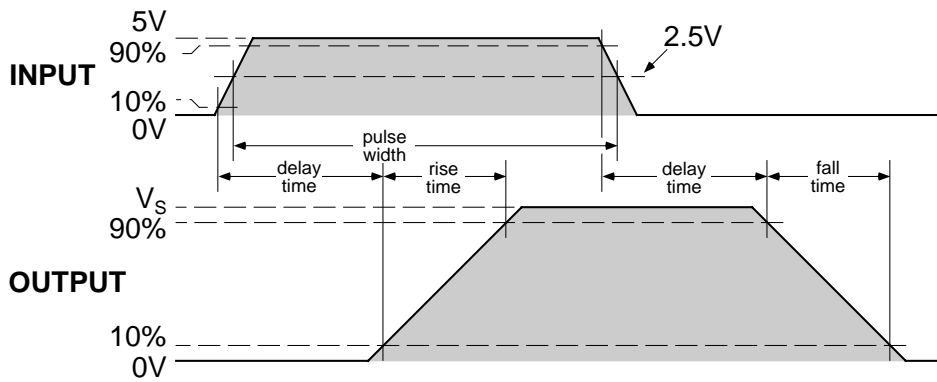 5V
90%
2.5V
INPUT
10%
0V
pulse
width
delay
time
rise
time
delay
time
fall
time
VS
90%
OUTPUT
10%
0V